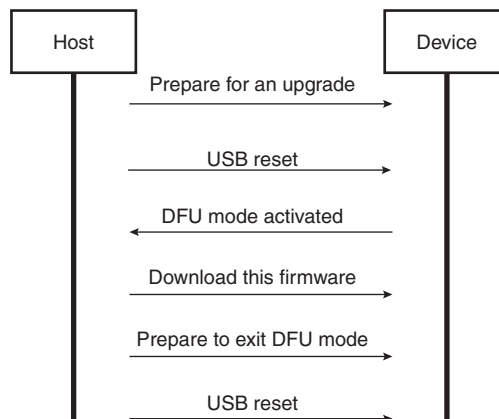 Host
Device
Prepare for an upgrade
USB reset
DFU mode activated
Download this firmware
Prepare to exit DFU mode
USB reset